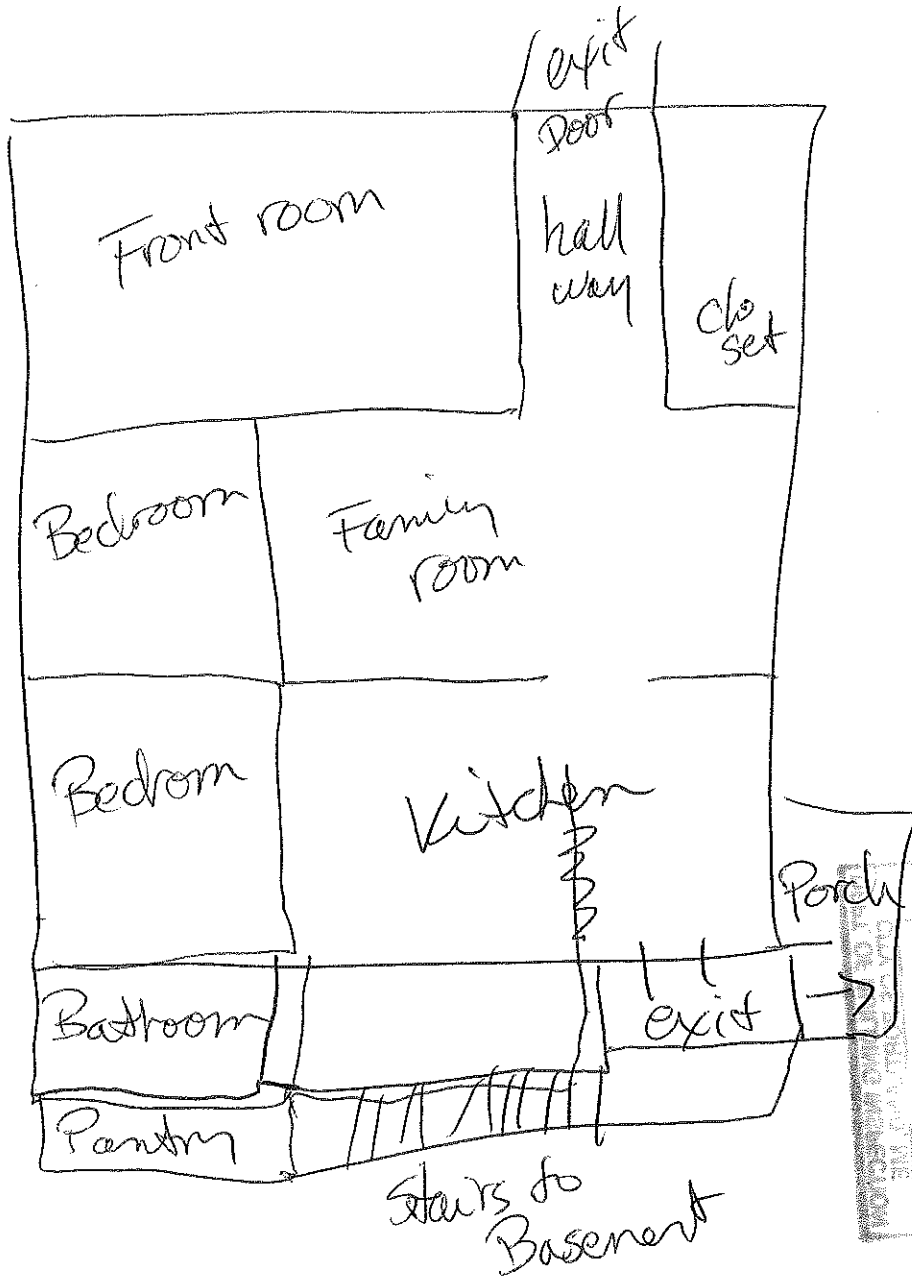 exit
Door
Front room
hall
way
clo
set
Bedroom
Family
room
Bedrom
Kitchen
Porch
Bathroom
exit
Pantry
Stairs to
Basement